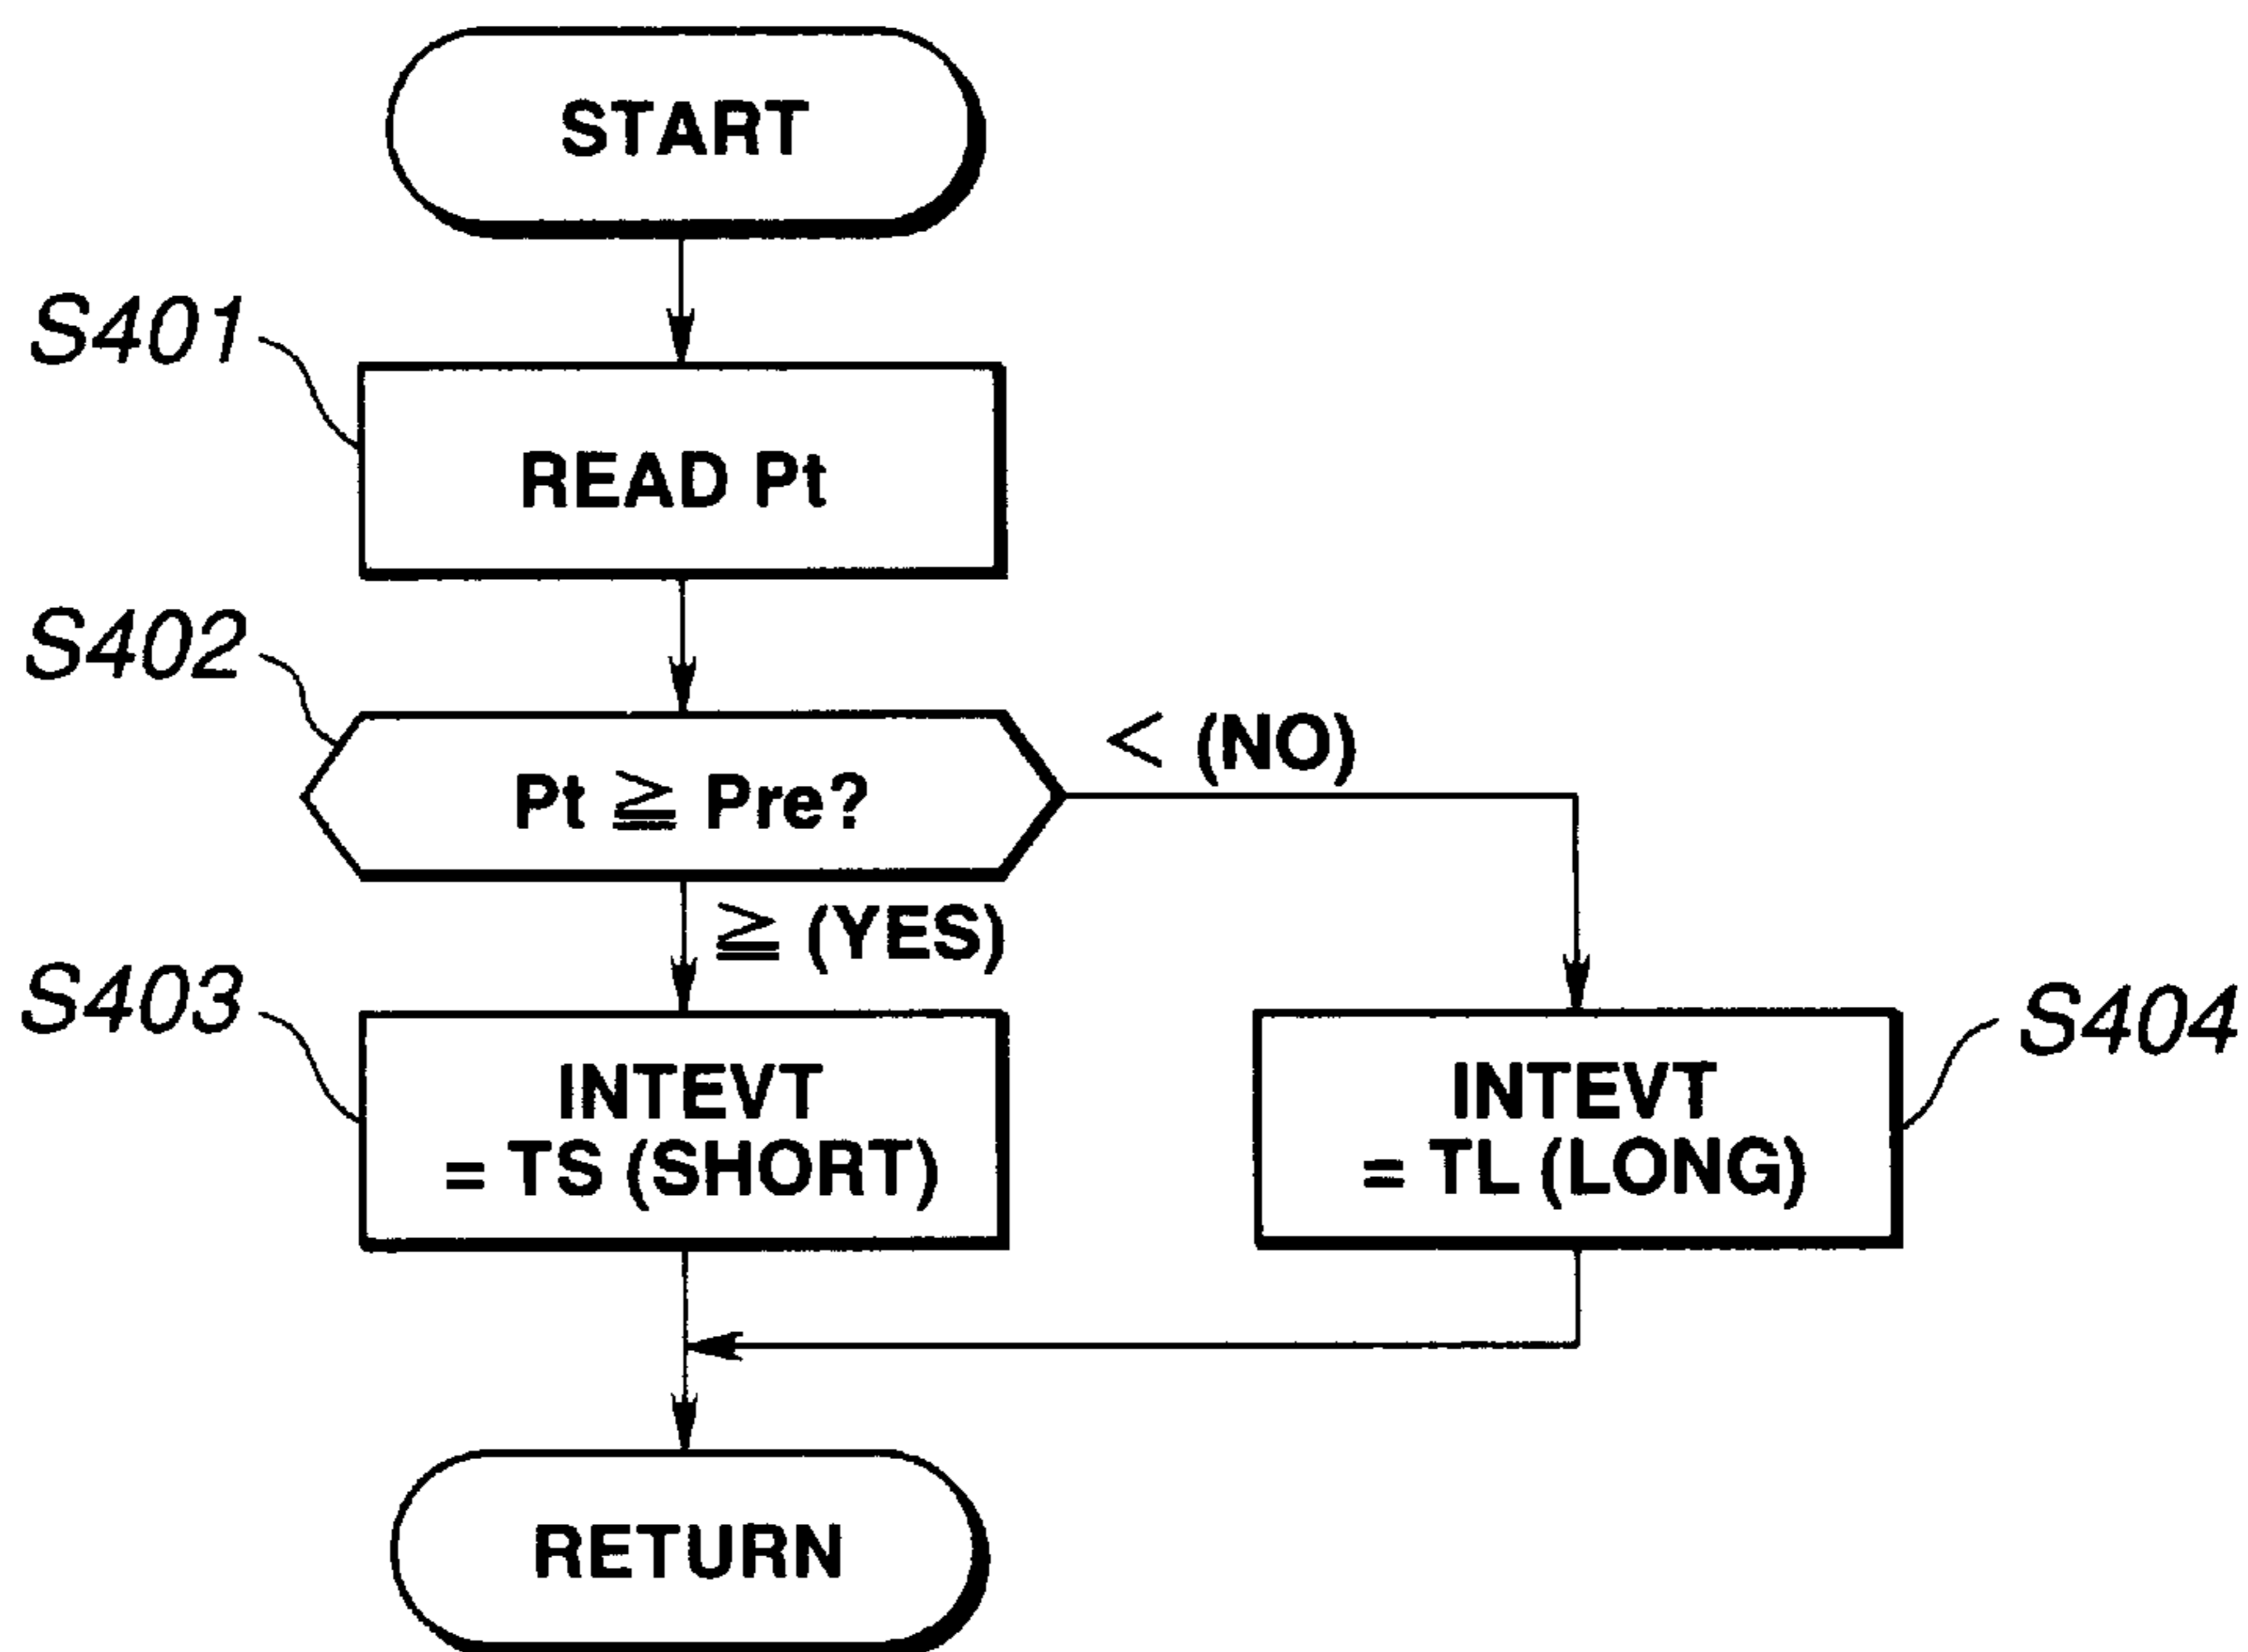 START
S401
READ Pt
S402
Pt ≧ Pre?
< (NO)
≧ (YES)
S403
INTEVT
= TS (SHORT)
INTEVT
= TL (LONG)
S404
RETURN